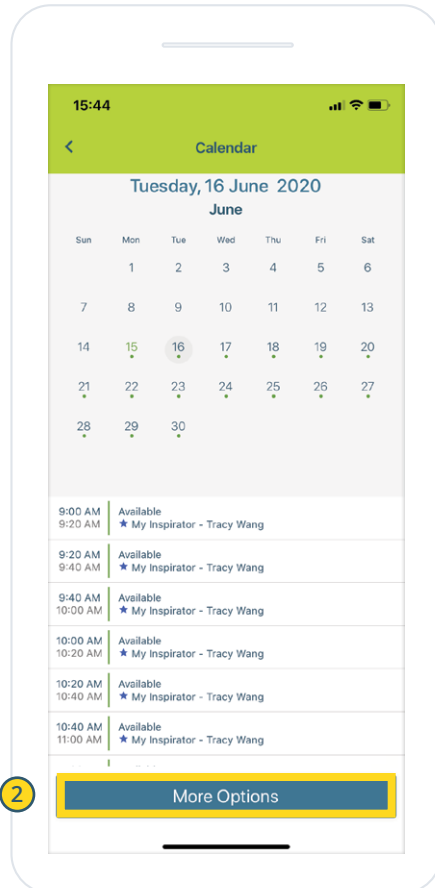 15:44
Calendar
Tuesday, 16 June 2020
June
Sun Mon Tue Wed Thu Fri Sat
1 2 3 4 5 6
7 8 9 10 11 12 13
14 15 16 17 18 19 20
21 22 23 24 25 26 27
28 29 30
9:00 AM Available
9:20 AM ★ My Inspirator - Tracy Wang
9:20 AM Available
9:40 AM ★ My Inspirator - Tracy Wang
9:40 AM Available
10:00 AM ★ My Inspirator - Tracy Wang
10:00 AM Available
10:20 AM ★ My Inspirator - Tracy Wang
10:20 AM Available
10:40 AM ★ My Inspirator - Tracy Wang
10:40 AM Available
11:00 AM ★ My Inspirator - Tracy Wang
2 More Options